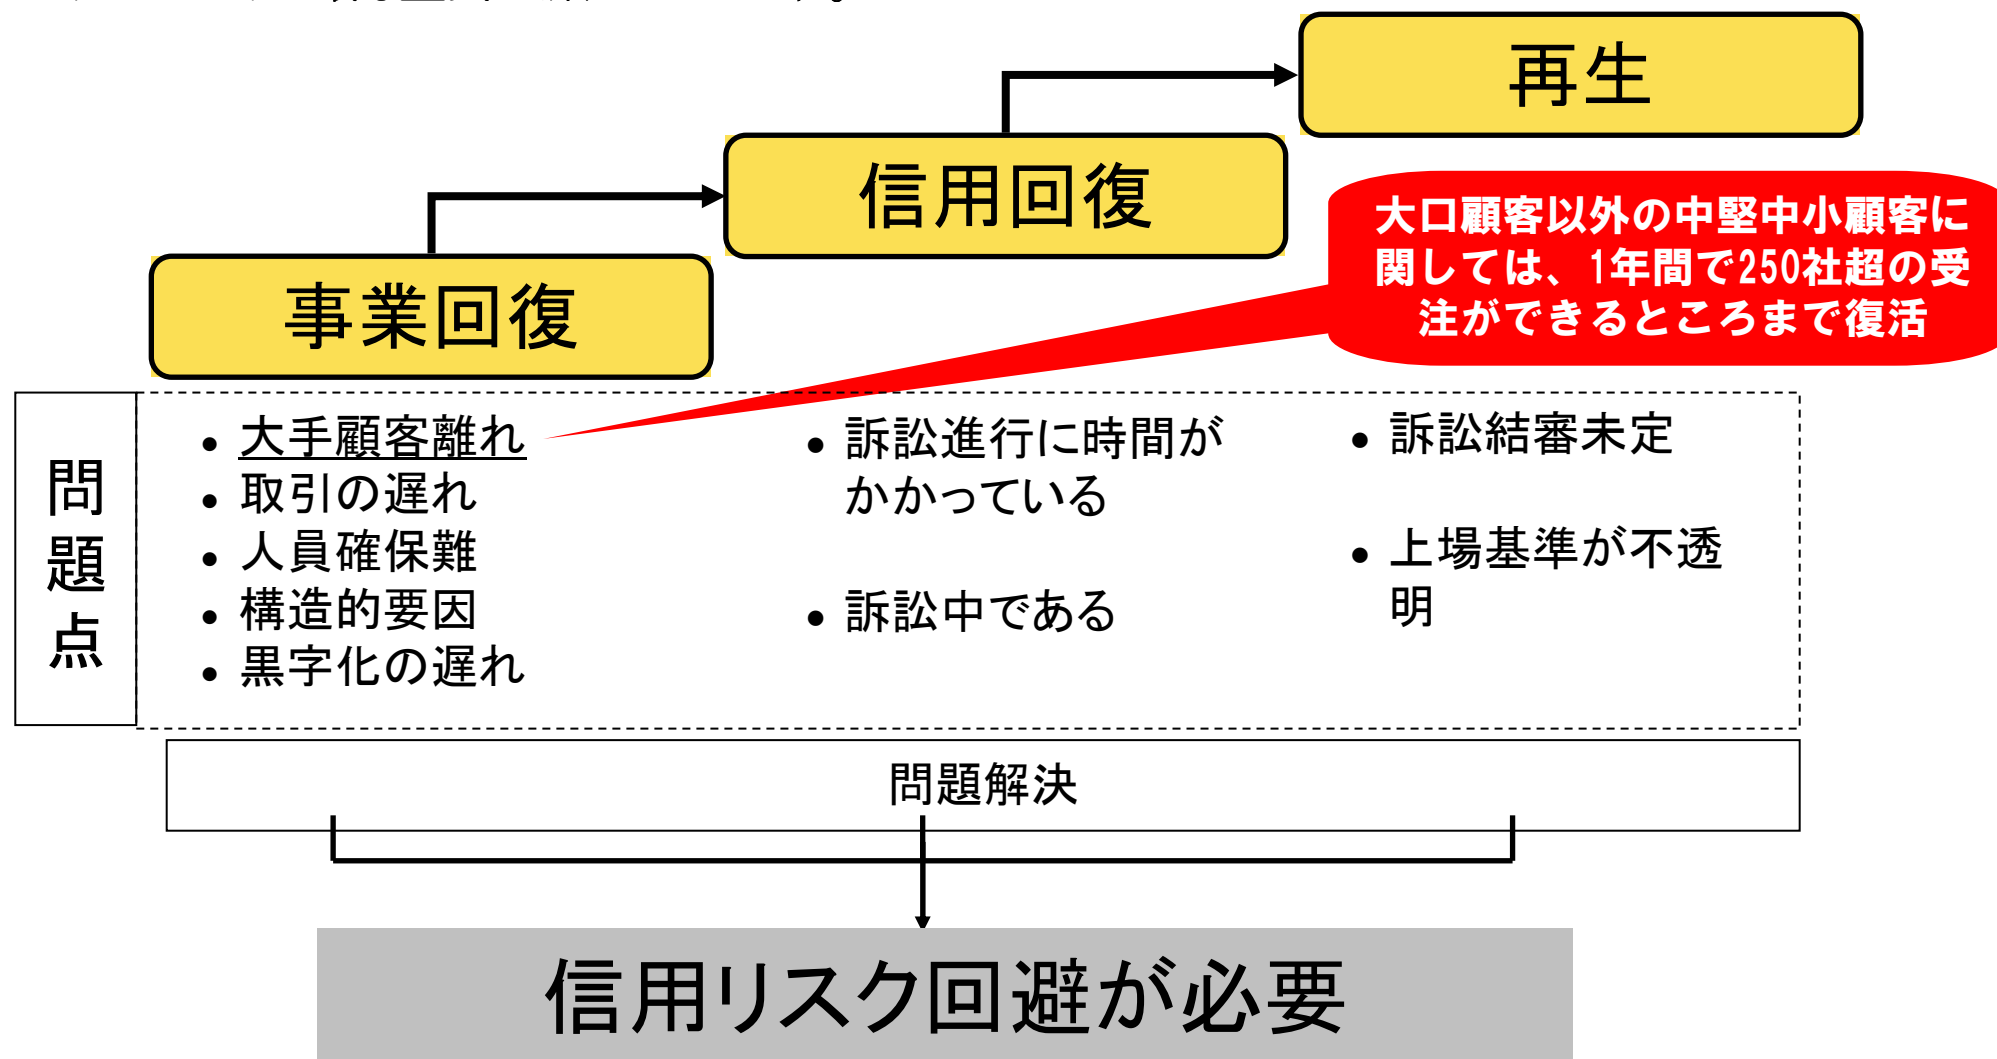 再生
信用回復
事業回復
大口顧客以外の中堅中小顧客に
関しては、1年間で250社超の受
注ができるところまで復活
問
題
点
● 大手顧客離れ
● 取引の遅れ
● 人員確保難
● 構造的要因
● 黒字化の遅れ
● 訴訟進行に時間が
かかっている
● 訴訟中である
● 訴訟結審未定
● 上場基準が不透
明
問題解決
信用リスク回避が必要